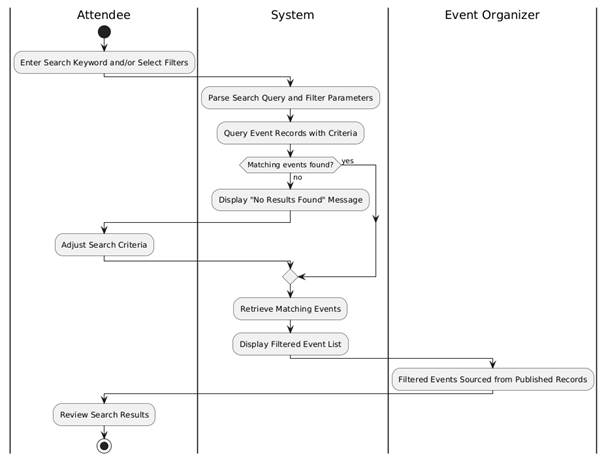 Attendee
System
Event Organizer
Enter Search Keyword and/or Select Filters
Parse Search Query and Filter Parameters
Query Event Records with Criteria
Matching events found?
yes
no
Display "No Results Found" Message
Adjust Search Criteria
Retrieve Matching Events
Display Filtered Event List
Filtered Events Sourced from Published Records
Review Search Results